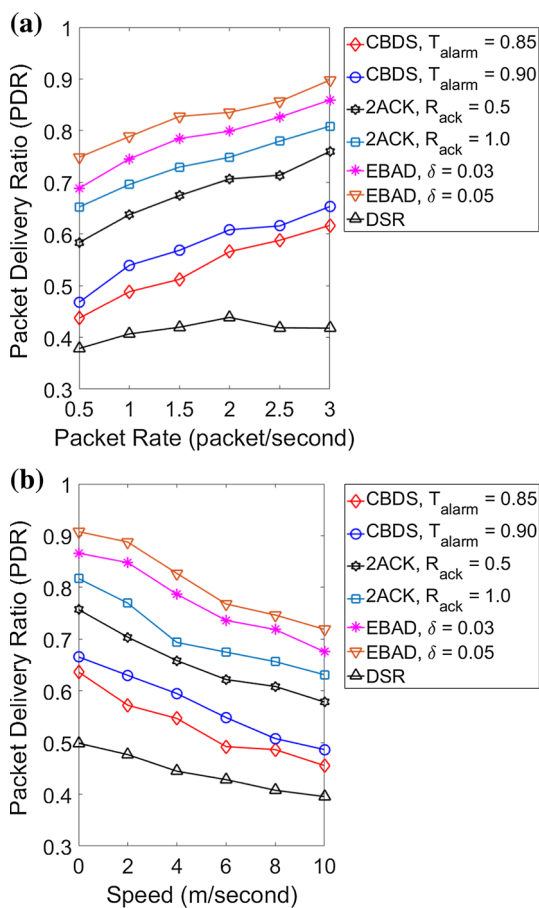 (a)
1
0.9
0.8
0.7
0.6
0.5
0.4
0.3
Packet Delivery Ratio (PDR)
0.5 1 1.5 2 2.5 3
Packet Rate (packet/second)
CBDS, T_alarm = 0.85
CBDS, T_alarm = 0.90
2ACK, R_ack = 0.5
2ACK, R_ack = 1.0
EBAD, δ = 0.03
EBAD, δ = 0.05
DSR
(b)
1
0.9
0.8
0.7
0.6
0.5
0.4
0.3
Packet Delivery Ratio (PDR)
0 2 4 6 8 10
Speed (m/second)
CBDS, T_alarm = 0.85
CBDS, T_alarm = 0.90
2ACK, R_ack = 0.5
2ACK, R_ack = 1.0
EBAD, δ = 0.03
EBAD, δ = 0.05
DSR